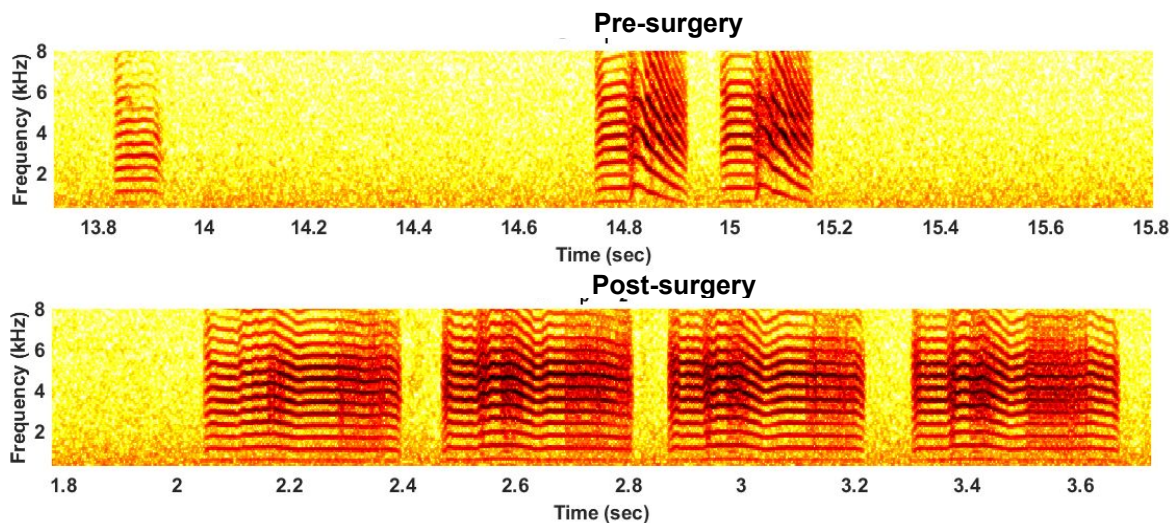 Pre-surgery
8
6
4
2
Frequency (kHz)
13.8 14 14.2 14.4 14.6 14.8 15 15.2 15.4 15.6 15.8
Time (sec)
Post-surgery
8
6
4
2
Frequency (kHz)
1.8 2 2.2 2.4 2.6 2.8 3 3.2 3.4 3.6
Time (sec)